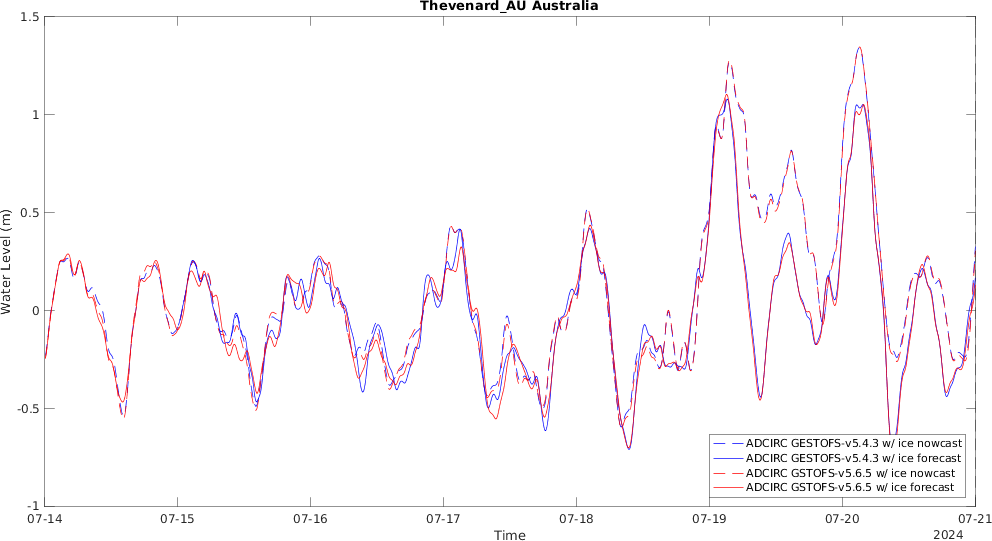 Thevenard_AU Australia
Water Level (m)
1.5
1
0.5
0
-0.5
-1
07-14 07-15 07-16 07-17 07-18 07-19 07-20 07-21
Time
2024
ADCIRC GESTOFS-v5.4.3 w/ ice nowcast
ADCIRC GESTOFS-v5.4.3 w/ ice forecast
ADCIRC GSTOFS-v5.6.5 w/ ice nowcast
ADCIRC GSTOFS-v5.6.5 w/ ice forecast